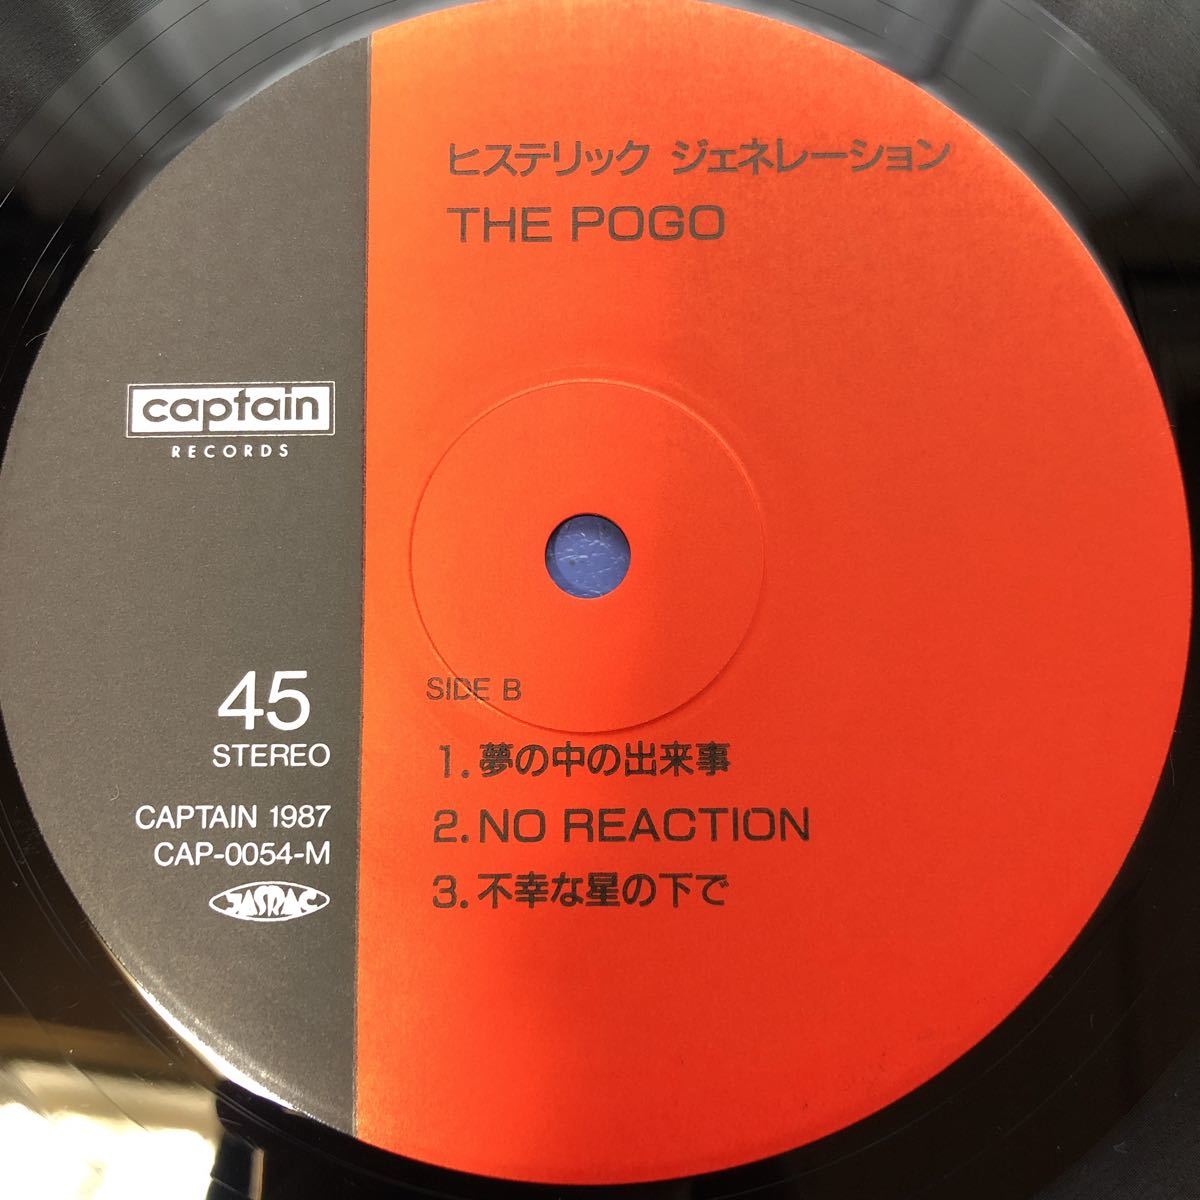 ヒステリック ジェネレーション
THE POGO
captain
RECORDS
45
STEREO
CAPTAIN 1987
CAP-0054-M
JASRAC
SIDE B
1. 夢の中の出来事
2. NO REACTION
3. 不幸な星の下で